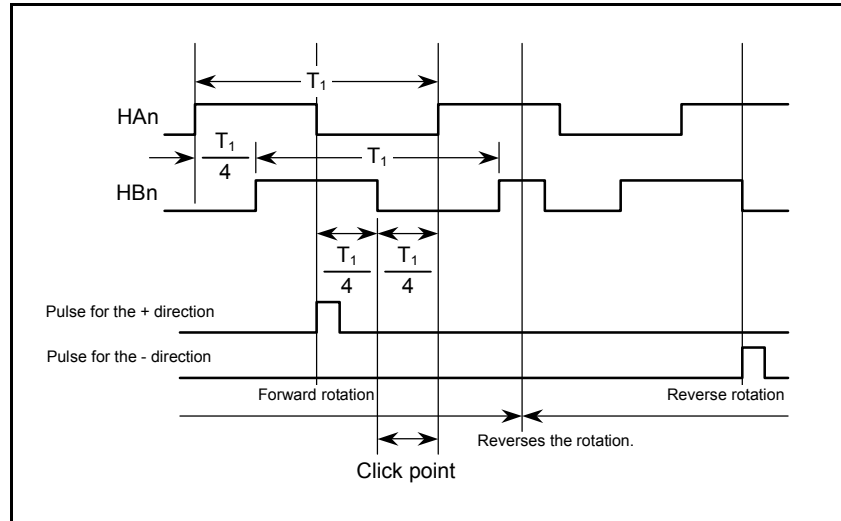 T1
HAn
T1
4
T1
HBn
T1
4
T1
4
Pulse for the + direction
Pulse for the - direction
Forward rotation
Reverse rotation
Reverses the rotation.
Click point